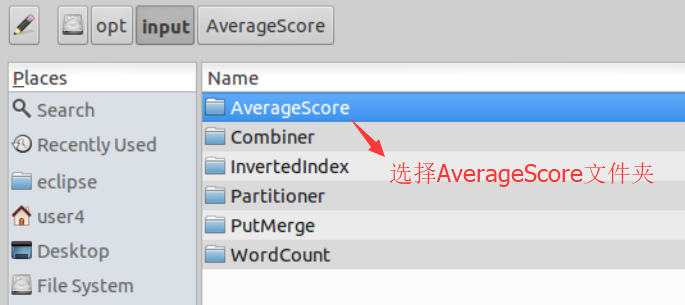 opt input AverageScore
Places
Search
Recently Used
eclipse
user4
Desktop
File System
Name
AverageScore
Combiner
InvertedIndex
Partitioner
PutMerge
WordCount
选择AverageScore文件夹